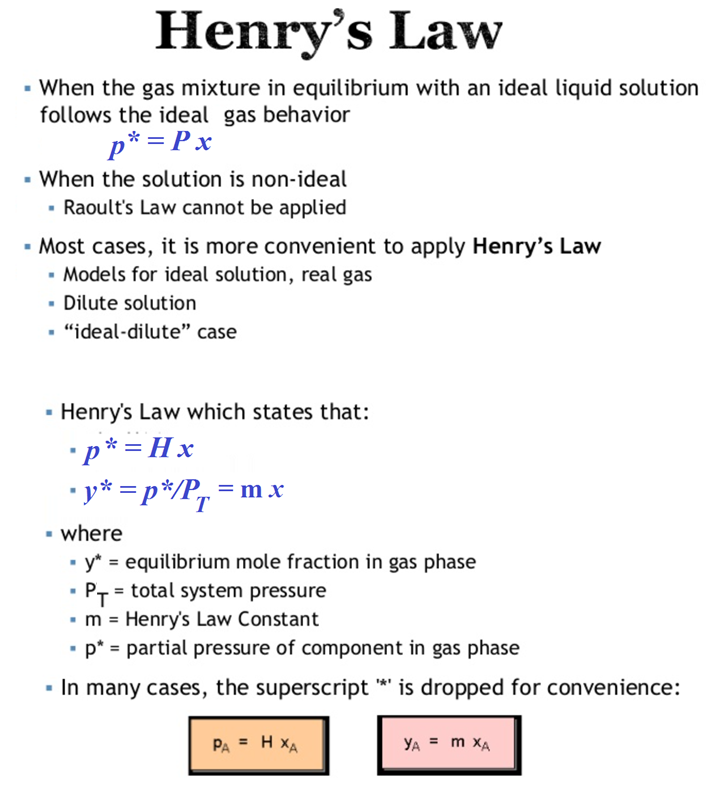 Henry's Law
▪ When the gas mixture in equilibrium with an ideal liquid solution
follows the ideal gas behavior
p* = P x
▪ When the solution is non-ideal
▪ Raoult's Law cannot be applied
▪ Most cases, it is more convenient to apply Henry's Law
▪ Models for ideal solution, real gas
▪ Dilute solution
▪ “ideal-dilute” case
▪ Henry's Law which states that:
▪ p* = H x
▪ y* = p*/P_T = m x
▪ where
▪ y* = equilibrium mole fraction in gas phase
▪ P_T = total system pressure
▪ m = Henry's Law Constant
▪ p* = partial pressure of component in gas phase
▪ In many cases, the superscript '*' is dropped for convenience:
p_A = H x_A
y_A = m x_A